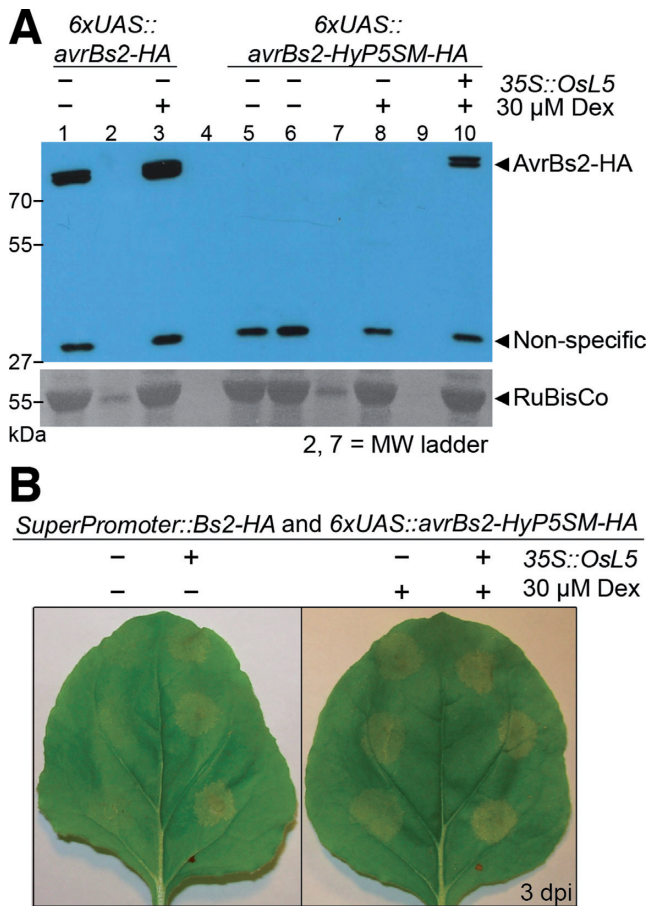 A
6xUAS:: 6xUAS::
avrBs2-HA avrBs2-HyP5SM-HA
– – – – – + 35S::OsL5
– + – – + + 30 µM Dex
1 2 3 4 5 6 7 8 9 10
AvrBs2-HA
70
55
Non-specific
27
55 RuBisCo
kDa
2, 7 = MW ladder
B
SuperPromoter::Bs2-HA and 6xUAS::avrBs2-HyP5SM-HA
– + – + 35S::OsL5
– – + + 30 µM Dex
3 dpi